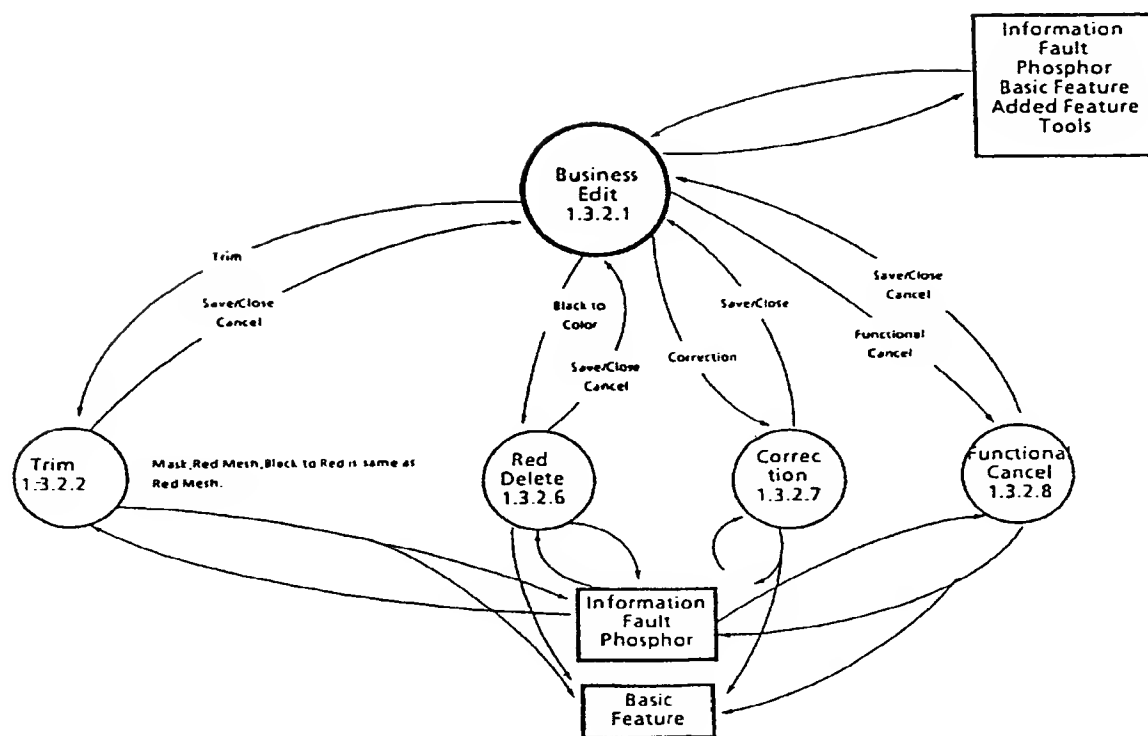 Information
Fault
Phosphor
Basic Feature
Added Feature
Tools
Business
Edit
1.3.2.1
Trim
Save/Close
Cancel
Black to
Color
Save/Close
Cancel
Correction
Save/Close
Save/Close
Cancel
Functional
Cancel
Trim
1.3.2.2
Mask,Red Mesh,Black to Red is same as
Red Mesh.
Red
Delete
1.3.2.6
Correc
tion
1.3.2.7
Functional
Cancel
1.3.2.8
Information
Fault
Phosphor
Basic
Feature